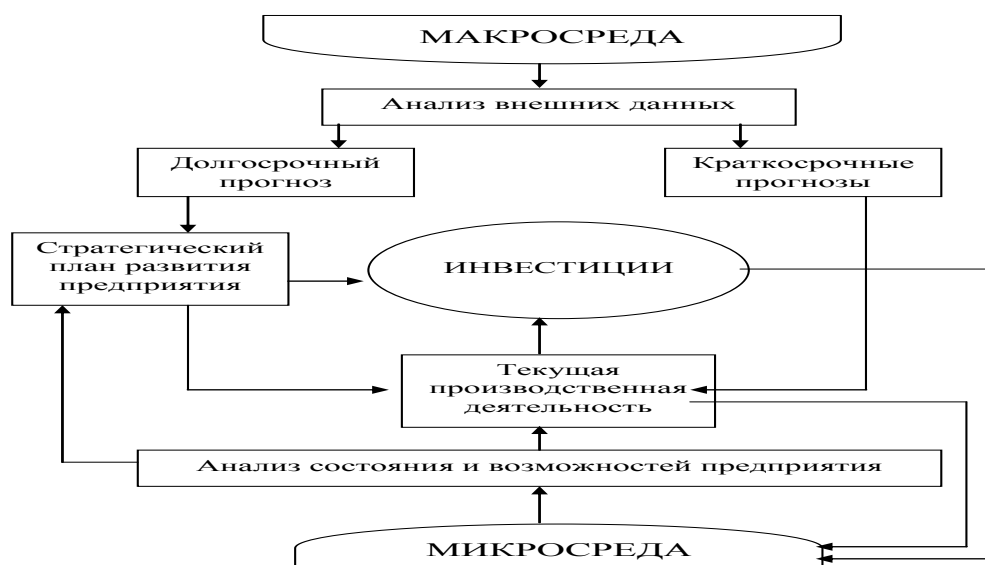 МАКРОСРЕДА
Анализ внешних данных
Долгосрочный
прогноз
Краткосрочные
прогнозы
Стратегический
план развития
предприятия
ИНВЕСТИЦИИ
Текущая
производственная
деятельность
Анализ состояния и возможностей предприятия
МИКРОСРЕДА